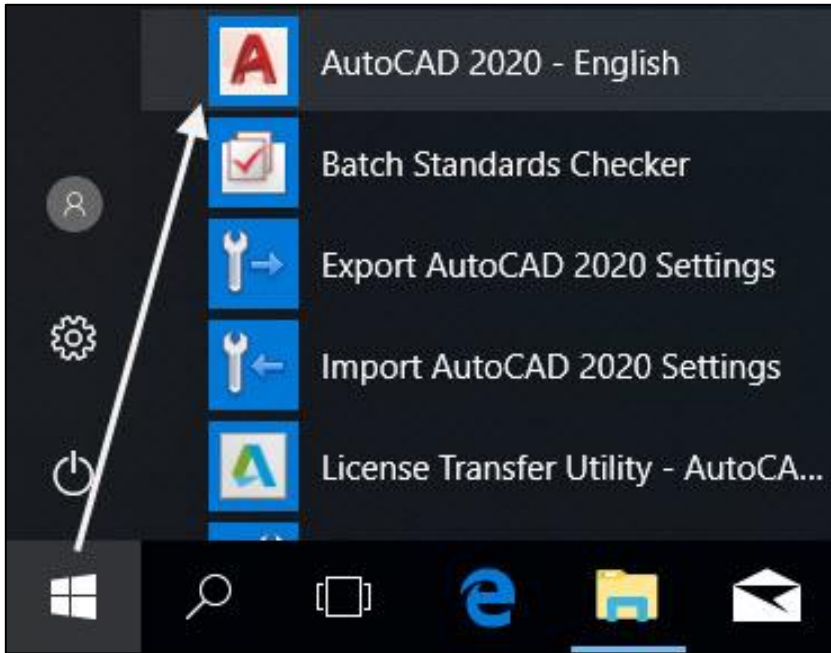 AutoCAD 2020 - English
Batch Standards Checker
Export AutoCAD 2020 Settings
Import AutoCAD 2020 Settings
License Transfer Utility - AutoCA...